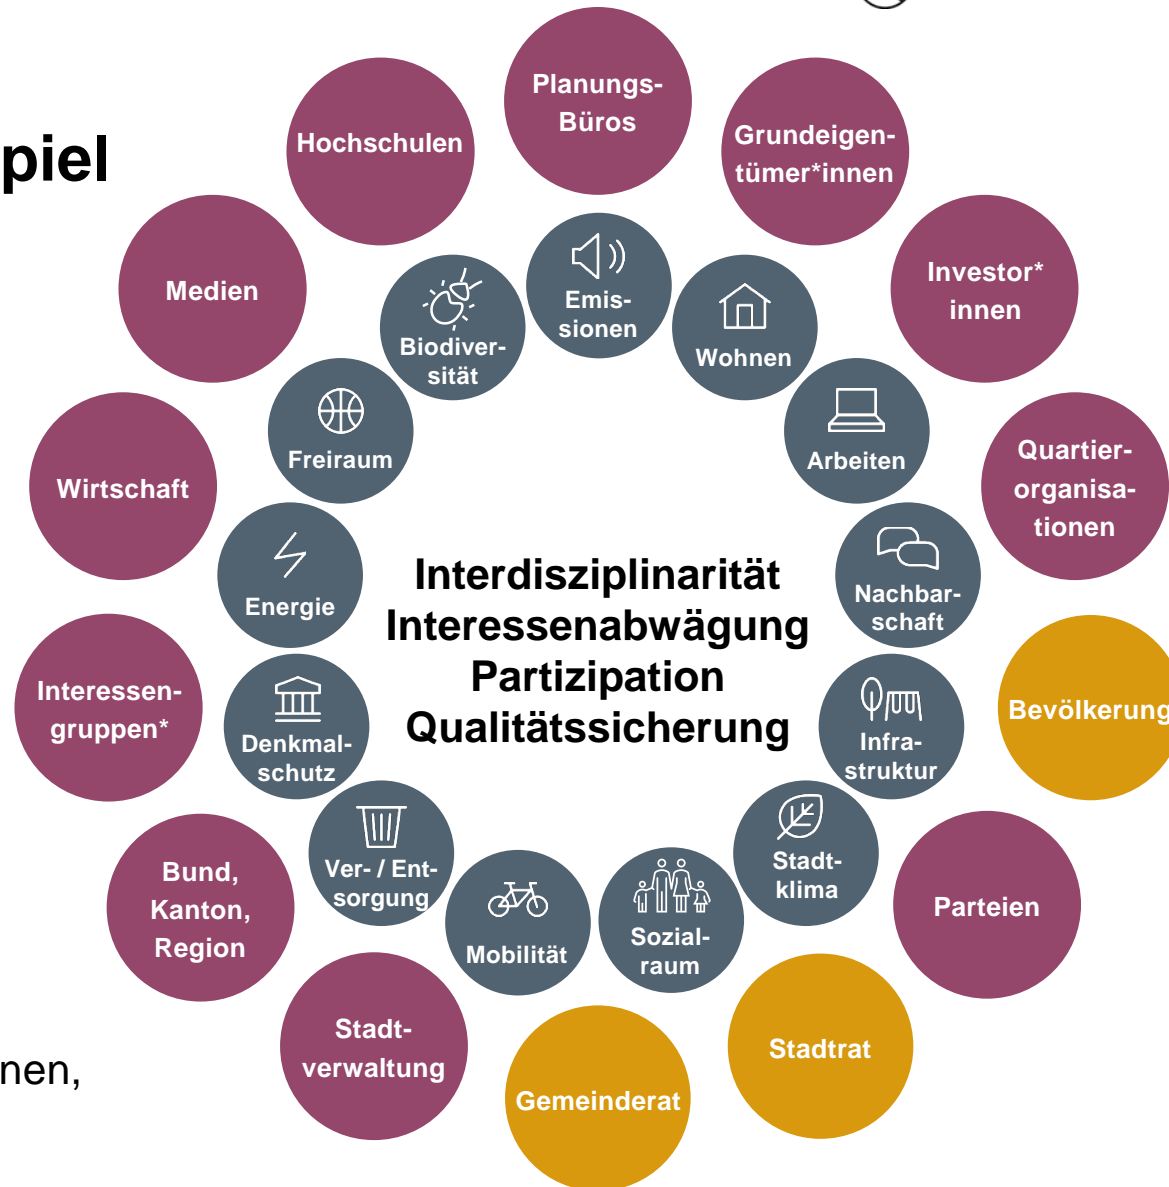 piel
Planungs-
Büros
Hochschulen
Grundeigen-
tümer*innen
Medien
Investor*
innen
Emis-
sionen
Biodiver-
sität
Wohnen
Freiraum
Arbeiten
Wirtschaft
Quartier-
organisa-
tionen
Energie
Nachbar-
schaft
Interdisziplinarität
Interessenabwägung
Partizipation
Qualitätssicherung
Interessen-
gruppen*
Denkmal-
schutz
Infra-
struktur
Bevölkerung
Ver- / Ent-
sorgung
Stadt-
klima
Bund,
Kanton,
Region
Mobilität
Sozial-
raum
Parteien
Stadt-
verwaltung
Gemeinderat
Stadtrat
nen,